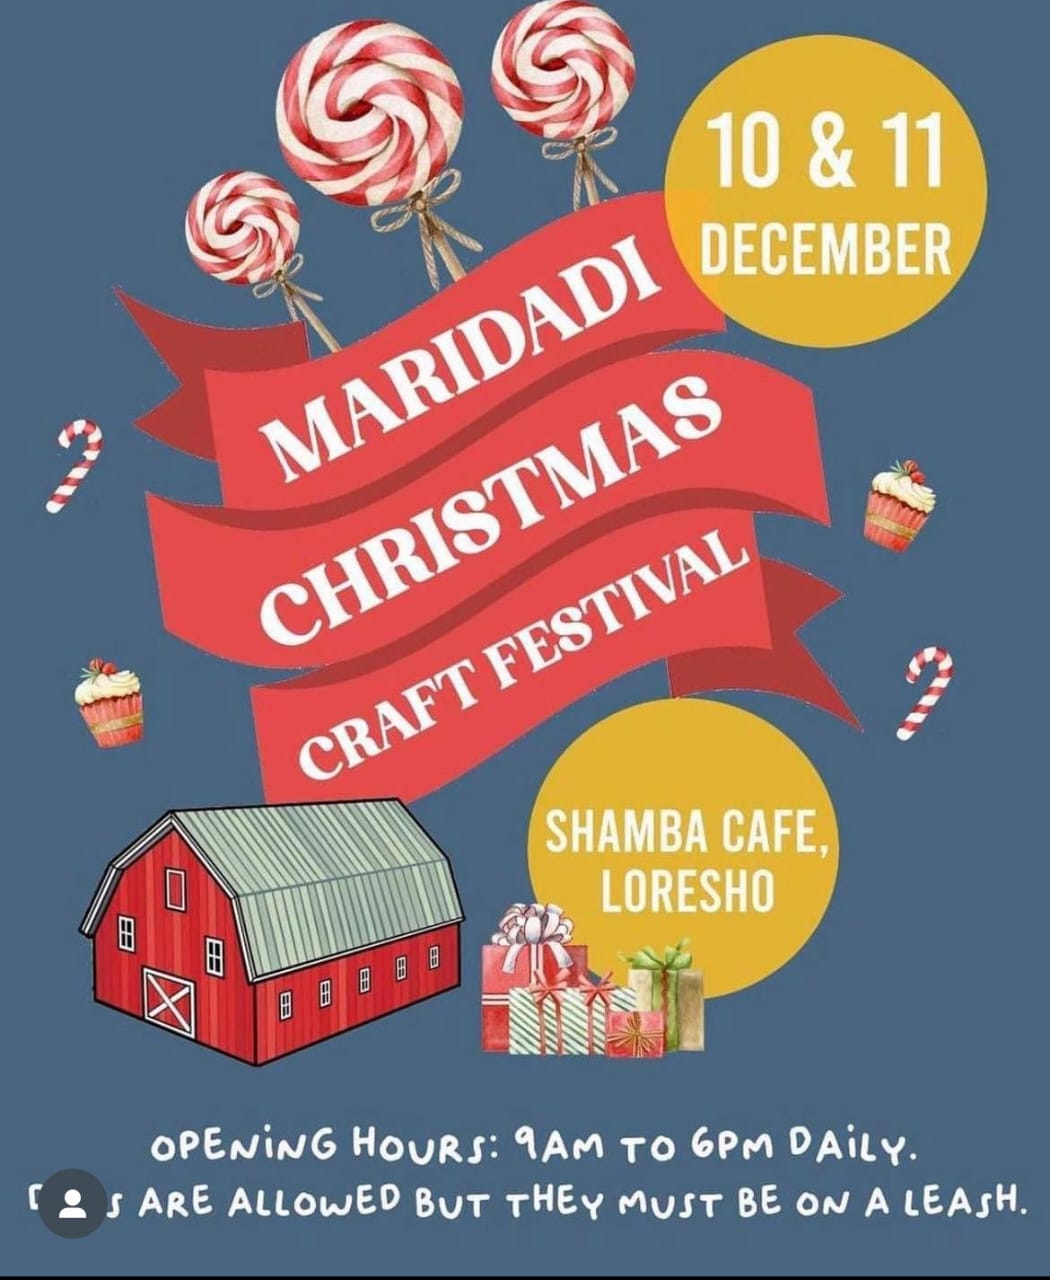 10 & 11
DECEMBER
MARIDADI
CHRISTMAS
CRAFT FESTIVAL
SHAMBA CAFE,
LORESHO
OPENING HOURS: 9AM TO 6PM DAILY.
ARE ALLOWED BUT THEY MUST BE ON A LEASH.